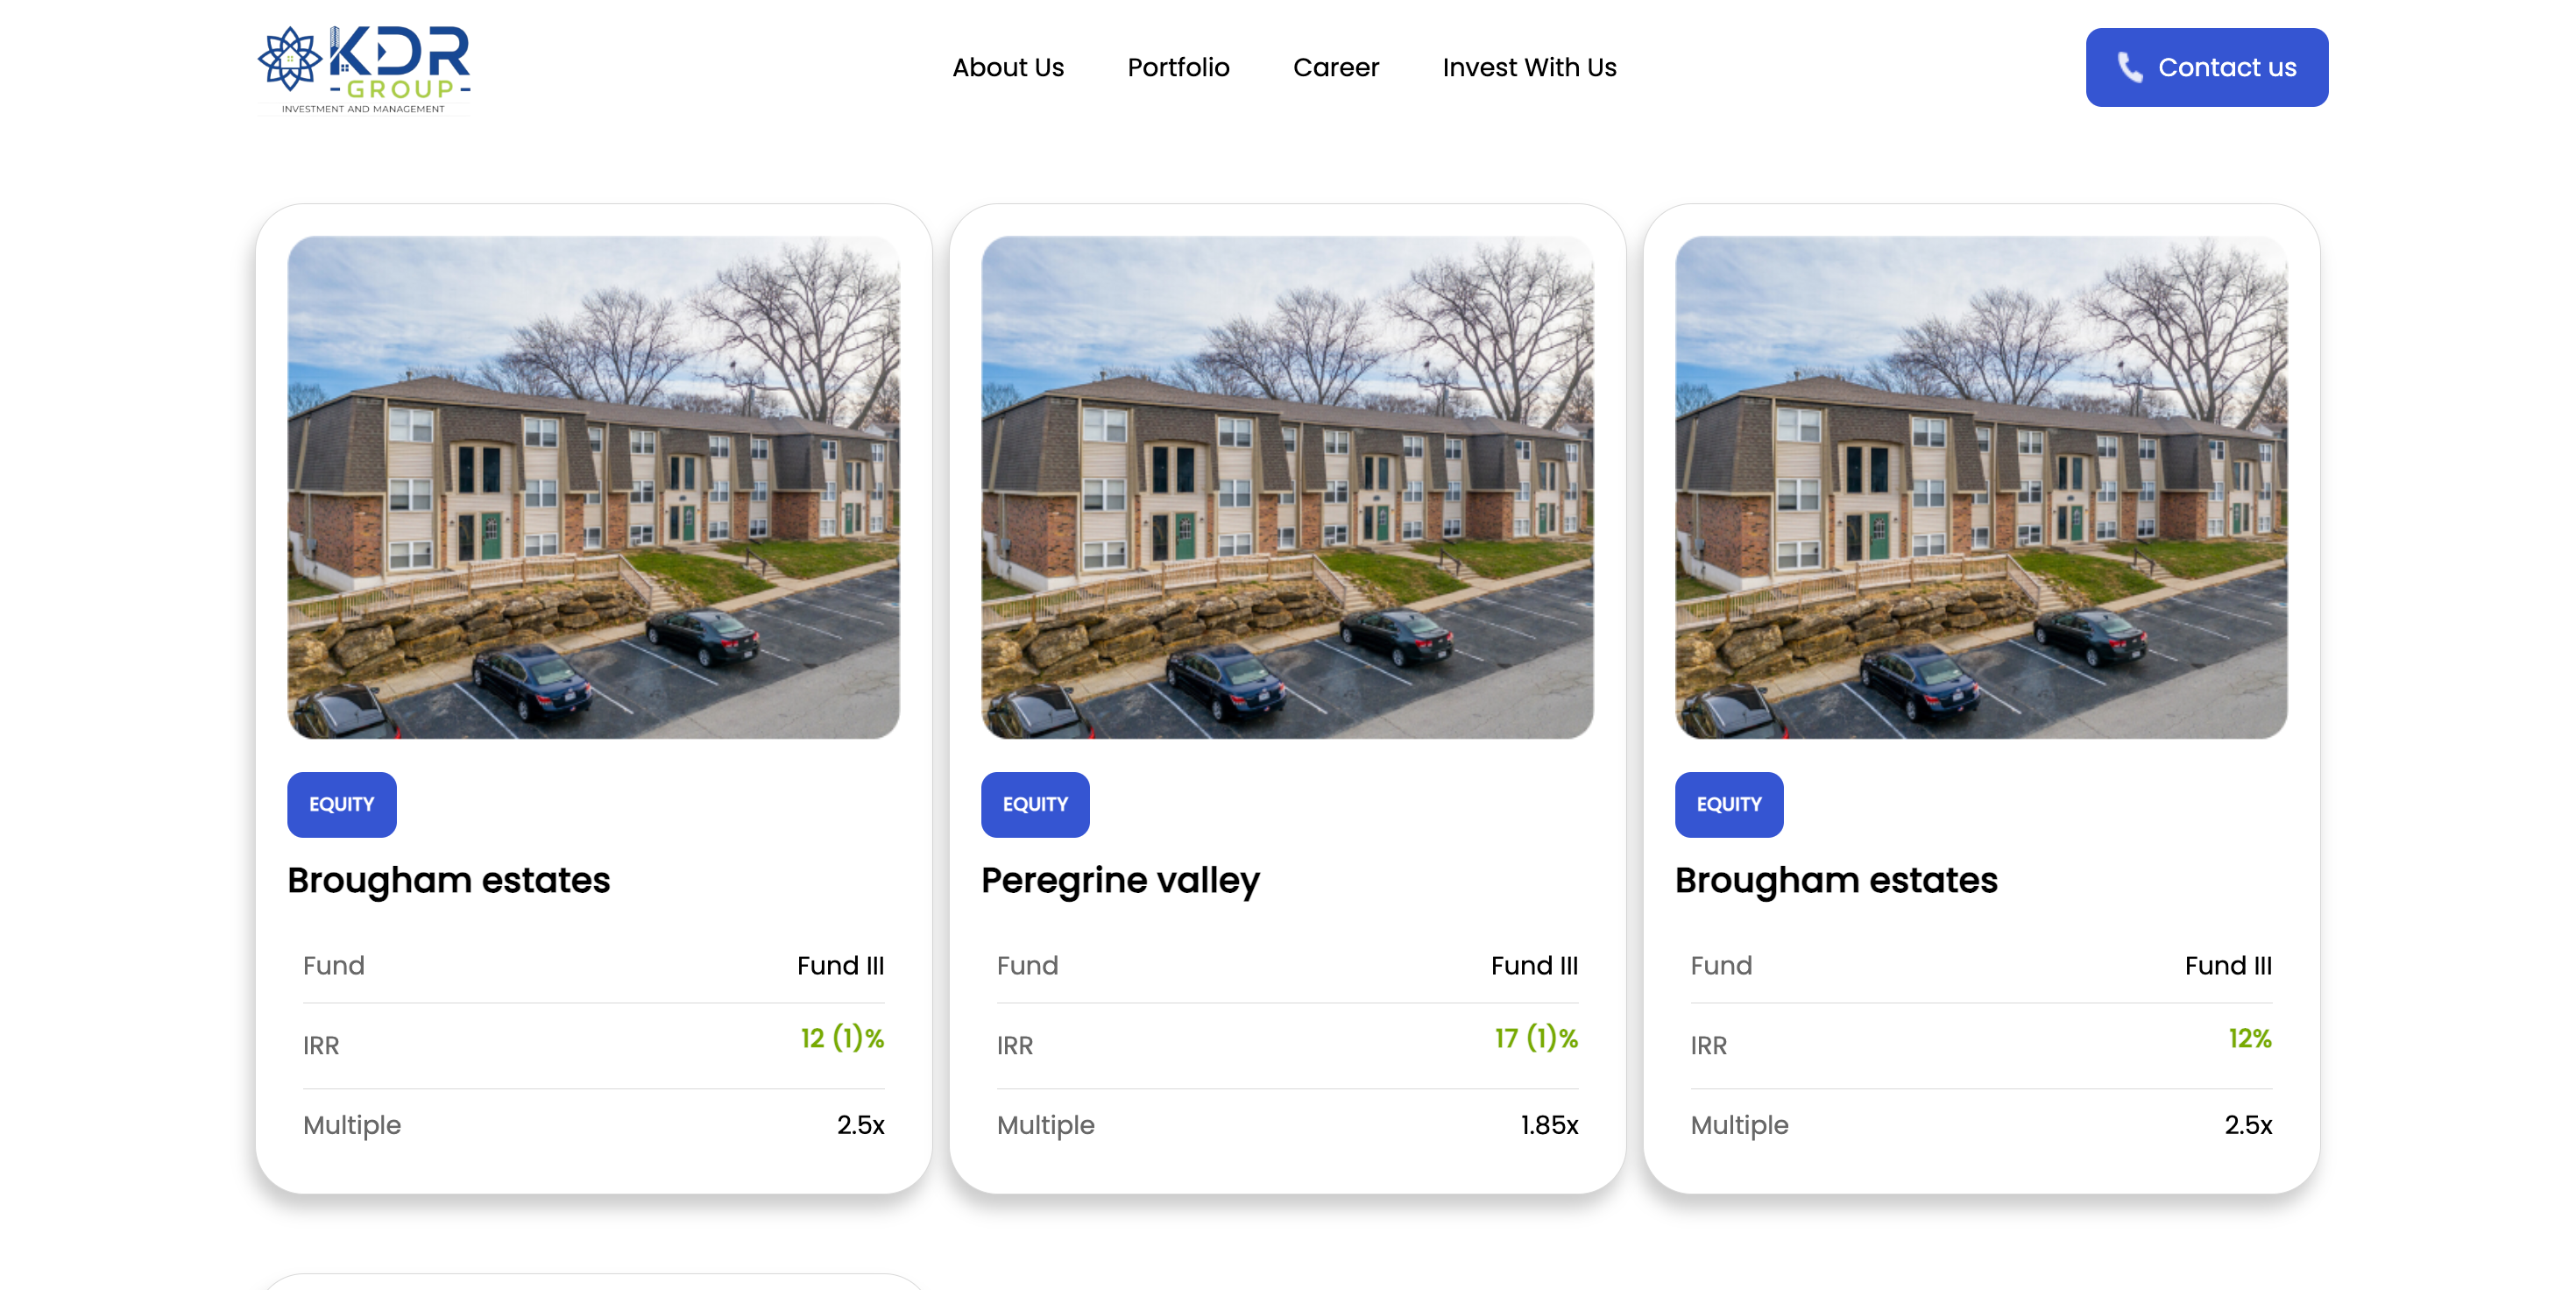 KDR
-GROUP-
INVESTMENT AND MANAGEMENT
About Us
Portfolio
Career
Invest With Us
Contact us
EQUITY
Brougham estates
Fund Fund III
IRR 12 (1)%
Multiple 2.5x
EQUITY
Peregrine valley
Fund Fund III
IRR 17 (1)%
Multiple 1.85x
EQUITY
Brougham estates
Fund Fund III
IRR 12%
Multiple 2.5x